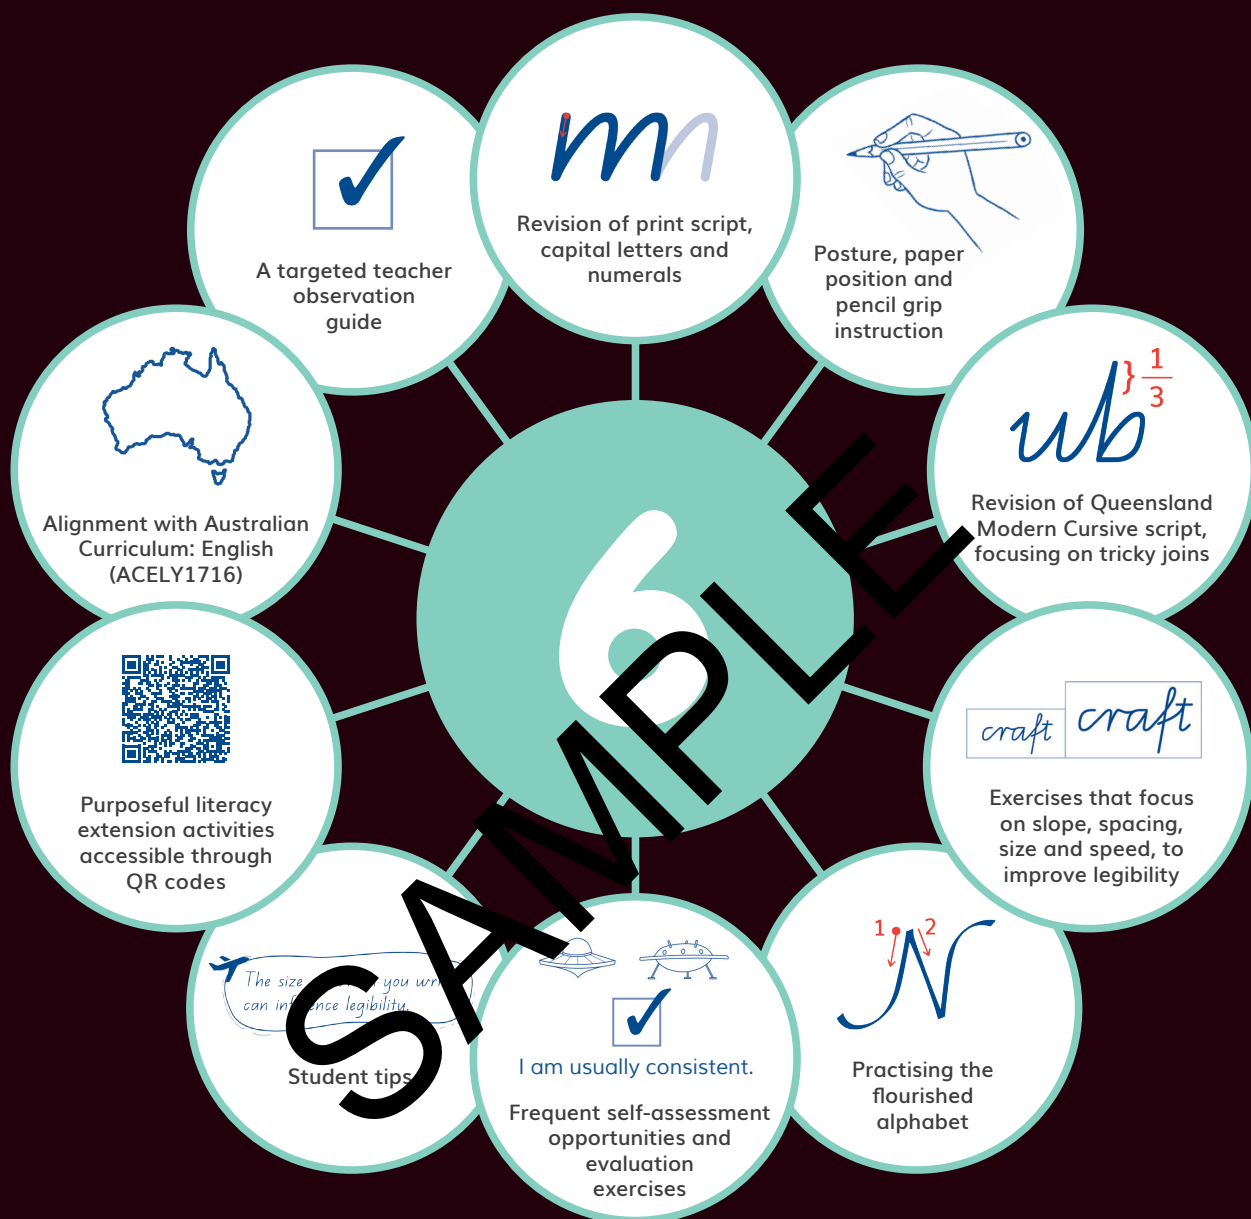 Revision of print script,
capital letters and
numerals
Posture, paper
position and
pencil grip
instruction
1
3
ub
Revision of Queensland
Modern Cursive script,
focusing on tricky joins
craft craft
Exercises that focus
on slope, spacing,
size and speed, to
improve legibility
1 2
N
Practising the
flourished
alphabet
I am usually consistent.
Frequent self-assessment
opportunities and
evaluation
exercises
The size you
can legibility.
Student tips
Purposeful literacy
extension activities
accessible through
QR codes
Alignment with Australian
Curriculum: English
(ACELY1716)
A targeted teacher
observation
guide
6
SAMPLE